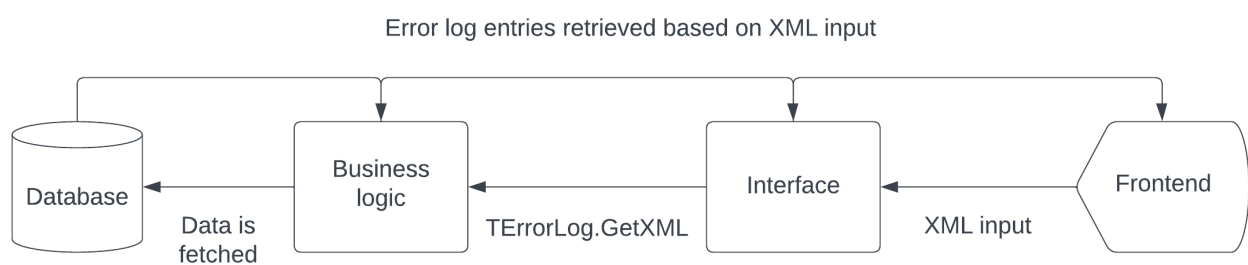 Error log entries retrieved based on XML input
Database
Data is
fetched
Business
logic
TErrorLog.GetXML
Interface
XML input
Frontend